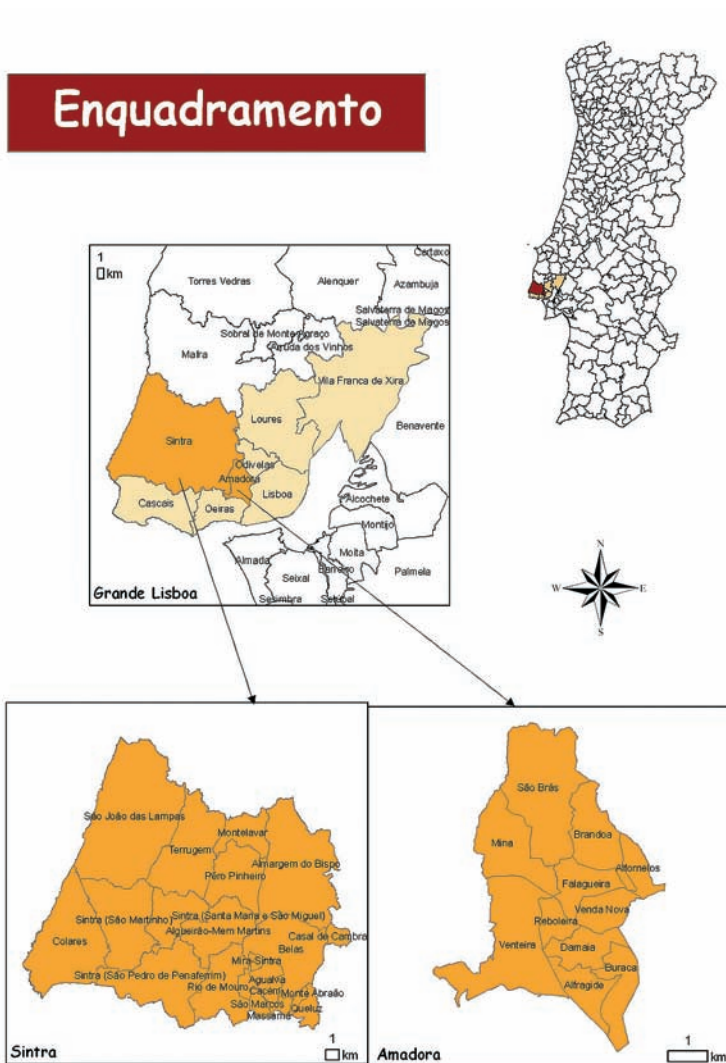 Enquadramento
1
km
Cartaxo
Torres Vedras
Alenquer
Azambuja
Salvaterra de Magos
Salvaterra de Magos
Sobral de Monte Agraço
Arruda dos Vinhos
Mafra
Vila Franca de Xira
Loures
Benavente
Sintra
Odivelas
Amadora
Lisboa
Alcochete
Cascais
Oeiras
Montijo
Moita
Almada
Barreiro
Palmela
Seixal
Sesimbra
Setúbal
Grande Lisboa
N
W
E
S
São João das Lampas
Montelavar
Terrugem
Almargem do Bispo
Pêro Pinheiro
Sintra (São Martinho)
Sintra (Santa Maria e São Miguel)
Algueirão-Mem Martins
Casal de Cambra
Colares
Belas
Mira-Sintra
Sintra (São Pedro de Penaferrim)
Agualva
Rio de Mouro
Cacém
Monte Abraão
São Marcos
Queluz
Massamá
Sintra
1
km
São Brás
Brandoa
Mina
Alfornelos
Falagueira
Venda Nova
Reboleira
Venteira
Damaia
Buraca
Alfragide
Amadora
1
km